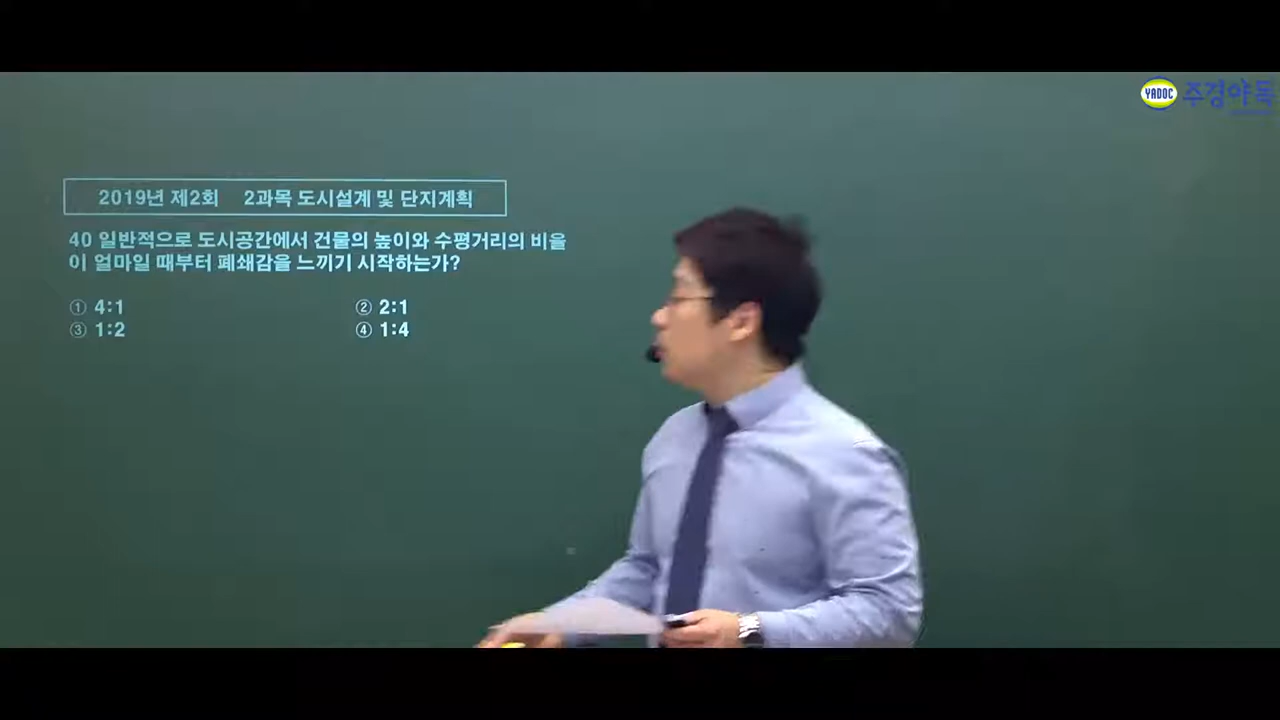 YADOC 주경야독
2019년 제2회 2과목 도시설계 및 단지계획
40 일반적으로 도시공간에서 건물의 높이와 수평거리의 비율
이 얼마일 때부터 폐쇄감을 느끼기 시작하는가?
① 4:1 ② 2:1
③ 1:2 ④ 1:4